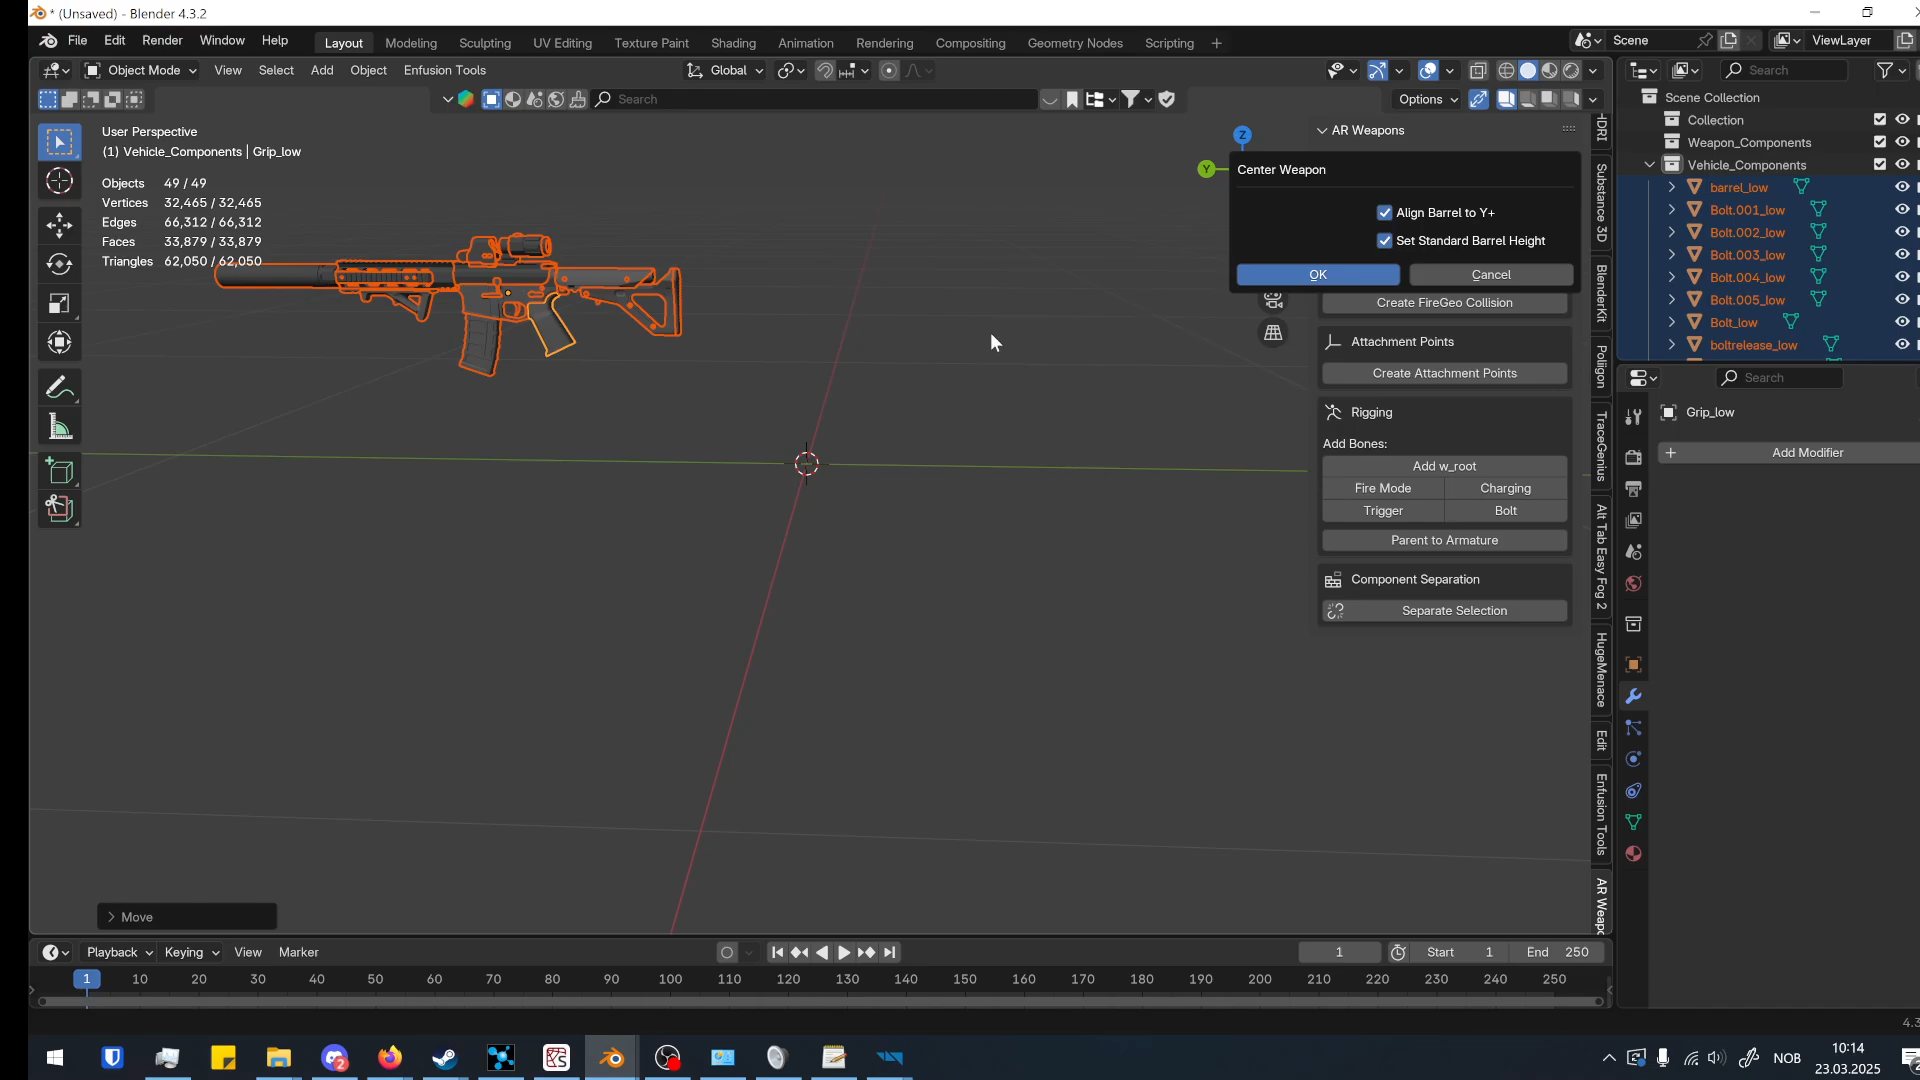 * (Unsaved) - Blender 4.3.2
File Edit Render Window Help Layout Modeling Sculpting UV Editing Texture Paint Shading Animation Rendering Compositing Geometry Nodes Scripting + Scene ViewLayer
Object Mode View Select Add Object Enfusion Tools Global Search
Search Options Scene Collection
User Perspective
(1) Vehicle_Components | Grip_low
Objects 49 / 49
Vertices 32,465 / 32,465
Edges 66,312 / 66,312
Faces 33,879 / 33,879
Triangles 62,050 / 62,050
Z
Y
AR Weapons
Center Weapon
Align Barrel to Y+
Set Standard Barrel Height
OK Cancel
Create FireGeo Collision
Attachment Points
Create Attachment Points
Rigging
Add Bones:
Add w_root
Fire Mode Charging
Trigger Bolt
Parent to Armature
Component Separation
Separate Selection
HDRI
Substance 3D
BlenderKit
Poliigon
TraceGenius
Alt Tab Easy Fog 2
HugeMenace
Edit
Enfusion Tools
AR Weapo
Collection
Weapon_Components
Vehicle_Components
barrel_low
Bolt.001_low
Bolt.002_low
Bolt.003_low
Bolt.004_low
Bolt.005_low
Bolt_low
boltrelease_low
Search
Grip_low
+ Add Modifier
> Move
Playback Keying View Marker 1 Start 1 End 250
1 10 20 30 40 50 60 70 80 90 100 110 120 130 140 150 160 170 180 190 200 210 220 230 240 250
4.3
2 NOB 10:14
23.03.2025